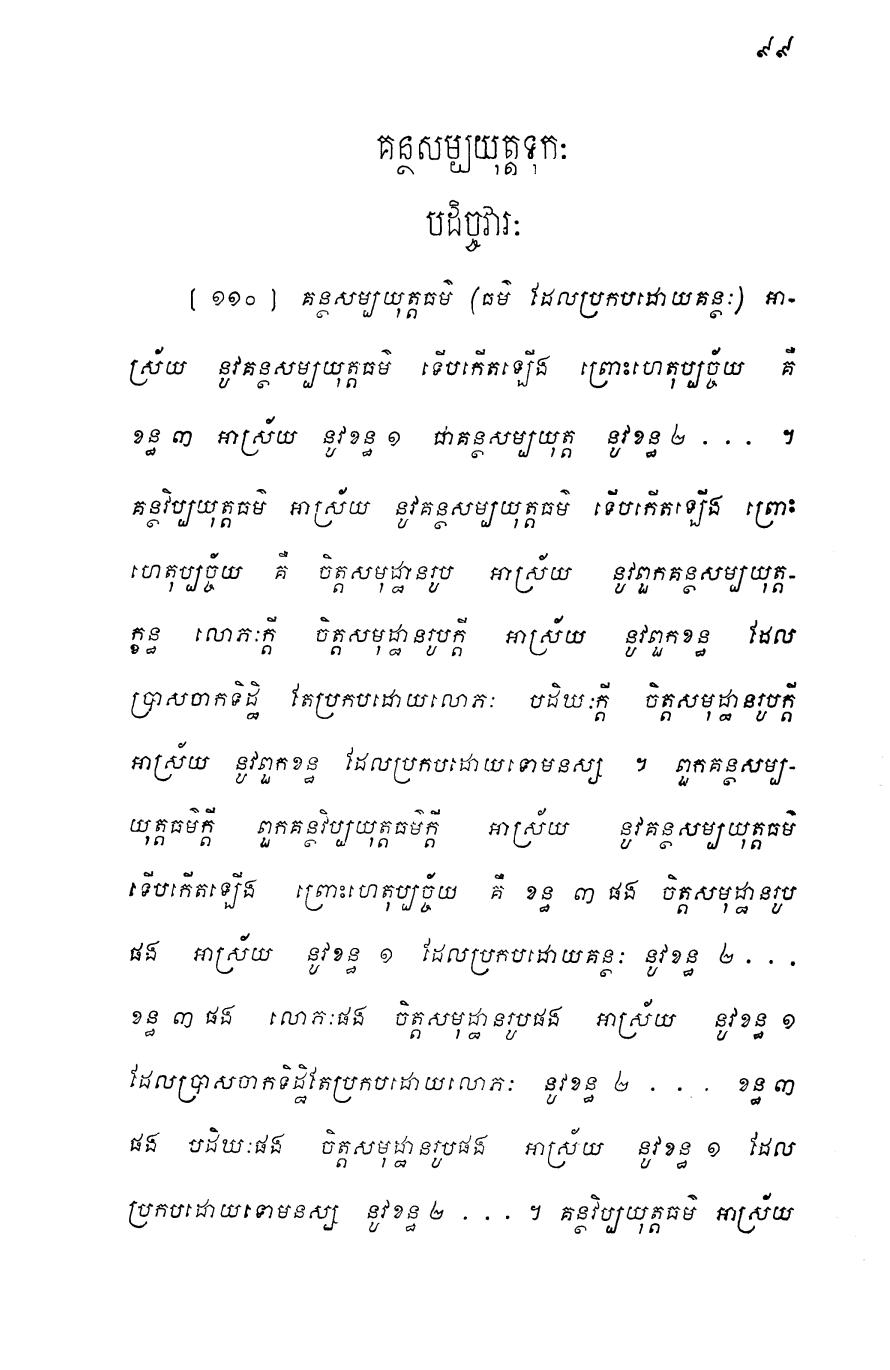 ៩៩
គន្ថសម្បយុត្តទុកៈ
បដិច្ចវារៈ
[ ១១០ ] គន្ថសម្បយុត្តធម៌ (ធម៌ ដែលប្រកបដោយគន្ថៈ) អា-
ស្រ័យ នូវគន្ថសម្បយុត្តធម៌ ទើបកើតឡើង ព្រោះហេតុប្បច្ច័យ គឺ
ខន្ធ ៣ អាស្រ័យ នូវខន្ធ ១ ជាគន្ថសម្បយុត្ត នូវខន្ធ ២ . . . ។
គន្ថវិប្បយុត្តធម៌ អាស្រ័យ នូវគន្ថសម្បយុត្តធម៌ ទើបកើតឡើង ព្រោះ
ហេតុប្បច្ច័យ គឺ ចិត្តសមុដ្ឋានរូប អាស្រ័យ នូវពួកគន្ថសម្បយុត្ត-
ក្ខន្ធ លោភៈក្តី ចិត្តសមុដ្ឋានរូបក្តី អាស្រ័យ នូវពួកខន្ធ ដែល
ប្រាសចាកទិដ្ឋិ តែប្រកបដោយលោភៈ បដិឃៈក្តី ចិត្តសមុដ្ឋានរូបក្តី
អាស្រ័យ នូវពួកខន្ធ ដែលប្រកបដោយទោមនស្ស ។ ពួកគន្ថសម្ប-
យុត្តធម៌ក្តី ពួកគន្ថវិប្បយុត្តធម៌ក្តី អាស្រ័យ នូវគន្ថសម្បយុត្តធម៌
ទើបកើតឡើង ព្រោះហេតុប្បច្ច័យ គឺ ខន្ធ ៣ ផង ចិត្តសមុដ្ឋានរូប
ផង អាស្រ័យ នូវខន្ធ ១ ដែលប្រកបដោយគន្ថៈ នូវខន្ធ ២ . . .
ខន្ធ ៣ ផង លោភៈផង ចិត្តសមុដ្ឋានរូបផង អាស្រ័យ នូវខន្ធ ១
ដែលប្រាសចាកទិដ្ឋិតែប្រកបដោយលោភៈ នូវខន្ធ ២ . . . ខន្ធ ៣
ផង បដិឃៈផង ចិត្តសមុដ្ឋានរូបផង អាស្រ័យ នូវខន្ធ ១ ដែល
ប្រកបដោយទោមនស្ស នូវខន្ធ ២ . . . ។ គន្ថវិប្បយុត្តធម៌ អាស្រ័យ